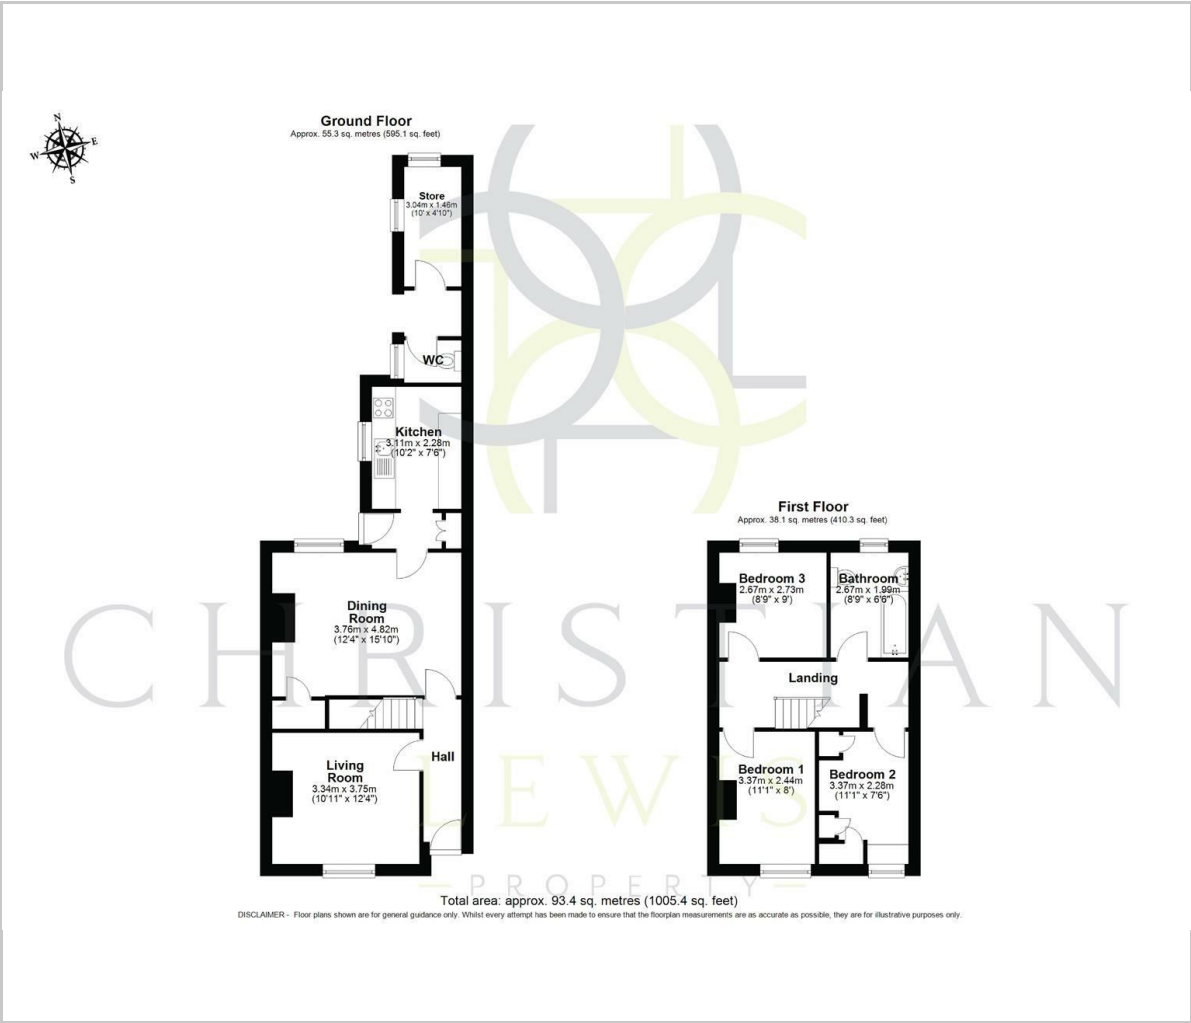 N
W
E
S
Ground Floor
Approx. 55.3 sq. metres (595.1 sq. feet)
Store
3.04m x 1.46m
(10' x 4'10")
WC
Kitchen
3.11m x 2.28m
(10'2" x 7'6")
Dining
Room
3.76m x 4.82m
(12'4" x 15'10")
Living
Room
3.34m x 3.75m
(10'11" x 12'4")
Hall
First Floor
Approx. 38.1 sq. metres (410.3 sq. feet)
Bedroom 3
2.67m x 2.73m
(8'9" x 9')
Bathroom
2.67m x 1.99m
(8'9" x 6'6")
Landing
Bedroom 1
3.37m x 2.44m
(11'1" x 8')
Bedroom 2
3.37m x 2.28m
(11'1" x 7'6")
CHRISTIAN
LEWIS
PROPERTY
Total area: approx. 93.4 sq. metres (1005.4 sq. feet)
DISCLAIMER - Floor plans shown are for general guidance only. Whilst every attempt has been made to ensure that the floorplan measurements are as accurate as possible, they are for illustrative purposes only.